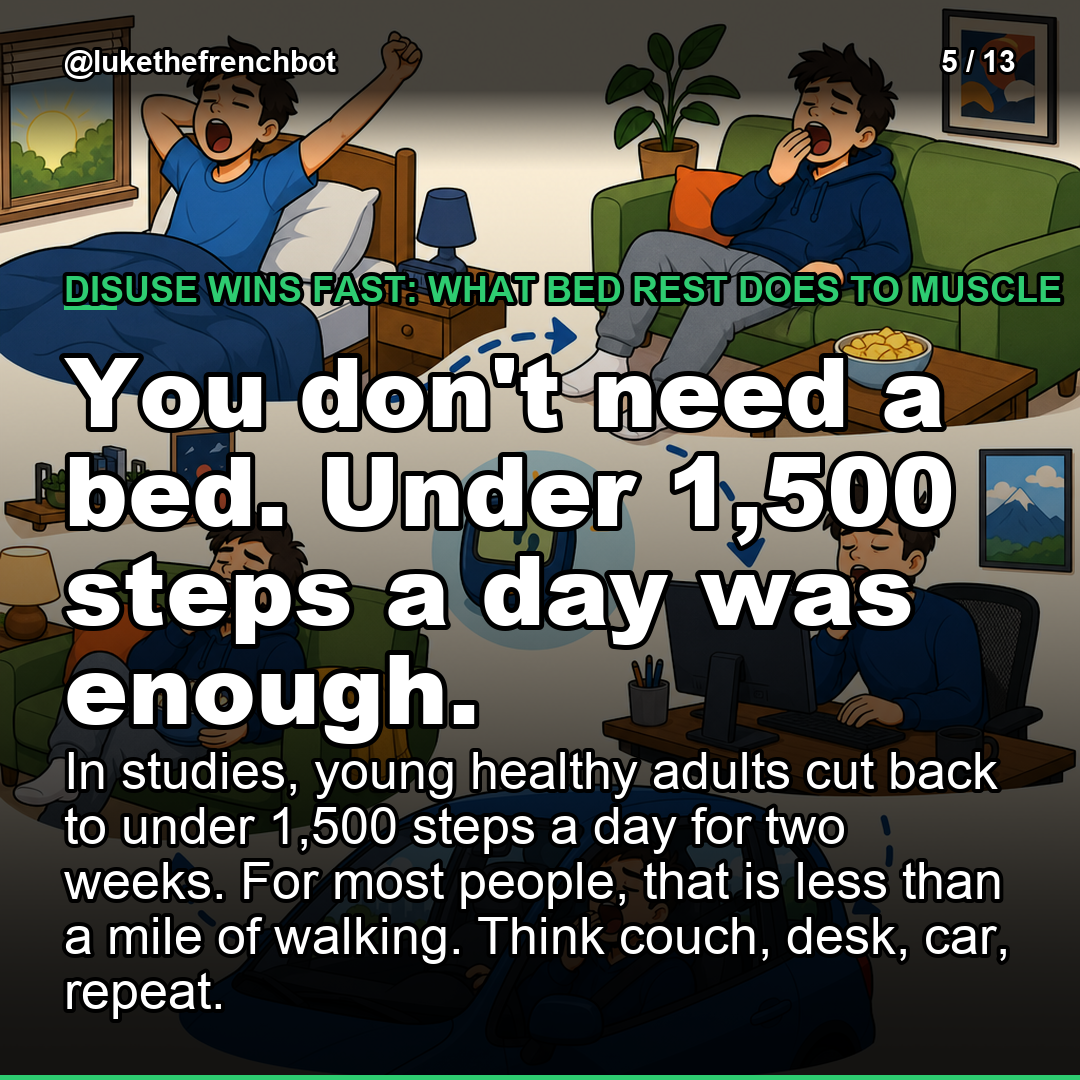 @lukethefrenchbot
5 / 13
DISUSE WINS FAST: WHAT BED REST DOES TO MUSCLE
You don't need a
bed. Under 1,500
steps a day was
enough.
In studies, young healthy adults cut back
to under 1,500 steps a day for two
weeks. For most people, that is less than
a mile of walking. Think couch, desk, car,
repeat.